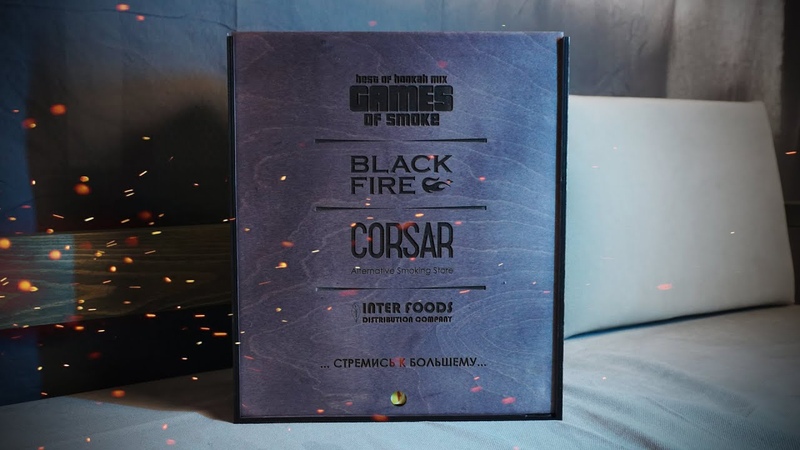 best of hookah mix
GAMES
OF SMOKE
BLACK
FIRE
CORSAR
Alternative Smoking Store
INTER FOODS
DISTRIBUTION COMPANY
... СТРЕМИСЬ К БОЛЬШЕМУ...